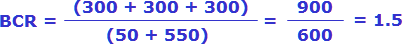 BCR = (300 + 300 + 300) / (50 + 550) = 900 / 600 = 1.5